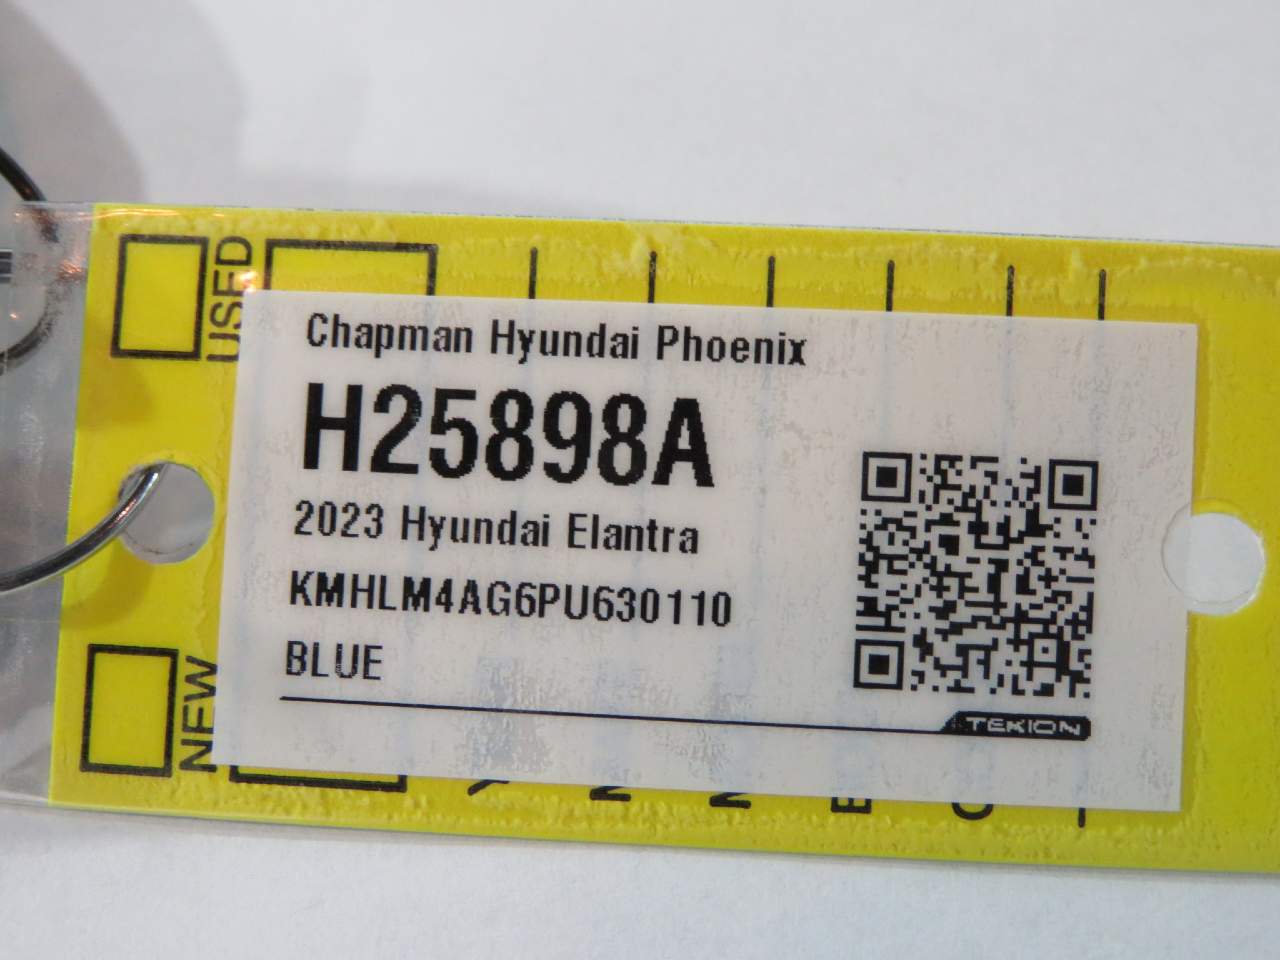 USED
Chapman Hyundai Phoenix
H25898A
2023 Hyundai Elantra
KMHLM4AG6PU630110
BLUE
TEKION
NEW